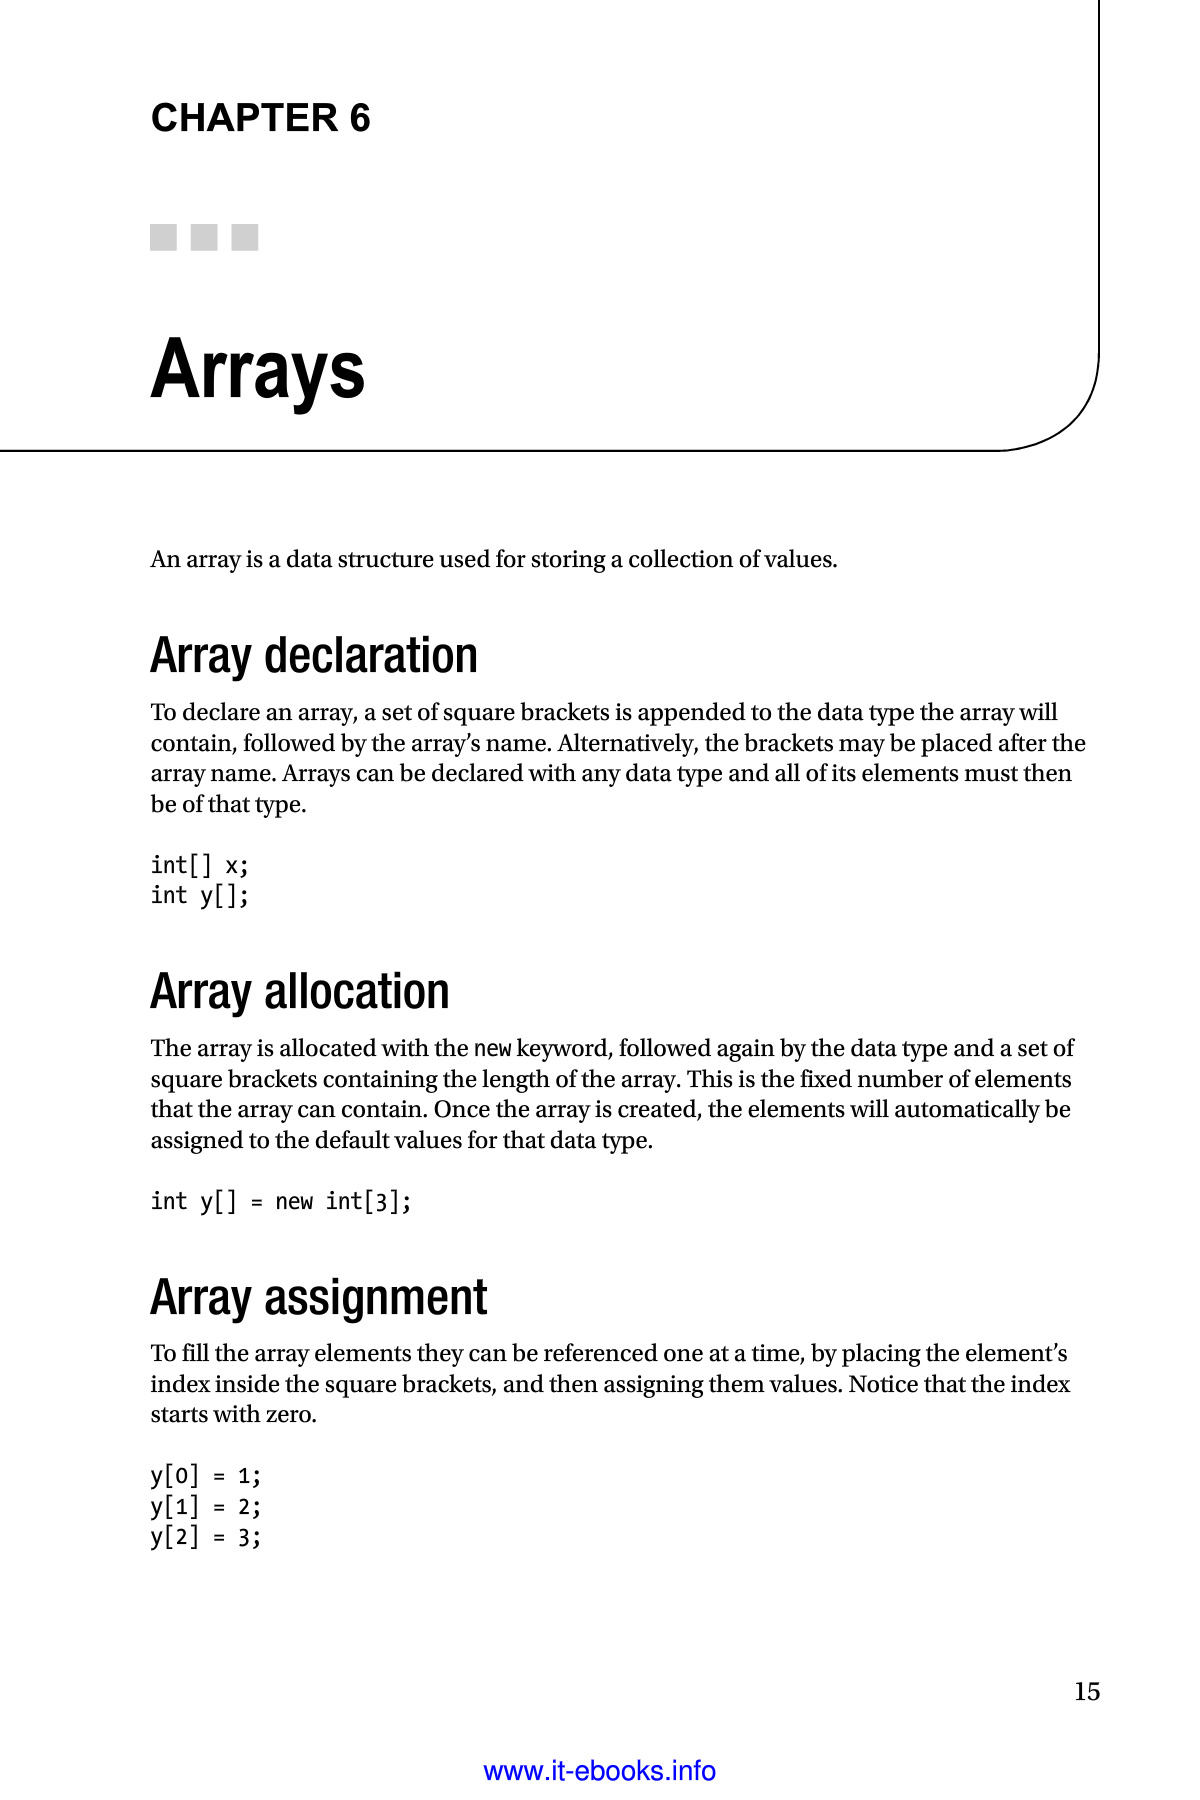 CHAPTER 6
Arrays
An array is a data structure used for storing a collection of values.
Array declaration
To declare an array, a set of square brackets is appended to the data type the array will
contain, followed by the array’s name. Alternatively, the brackets may be placed after the
array name. Arrays can be declared with any data type and all of its elements must then
be of that type.
int[] x;
int y[];
Array allocation
The array is allocated with the new keyword, followed again by the data type and a set of
square brackets containing the length of the array. This is the fixed number of elements
that the array can contain. Once the array is created, the elements will automatically be
assigned to the default values for that data type.
int y[] = new int[3];
Array assignment
To fill the array elements they can be referenced one at a time, by placing the element’s
index inside the square brackets, and then assigning them values. Notice that the index
starts with zero.
y[0] = 1;
y[1] = 2;
y[2] = 3;
15
www.it-ebooks.info